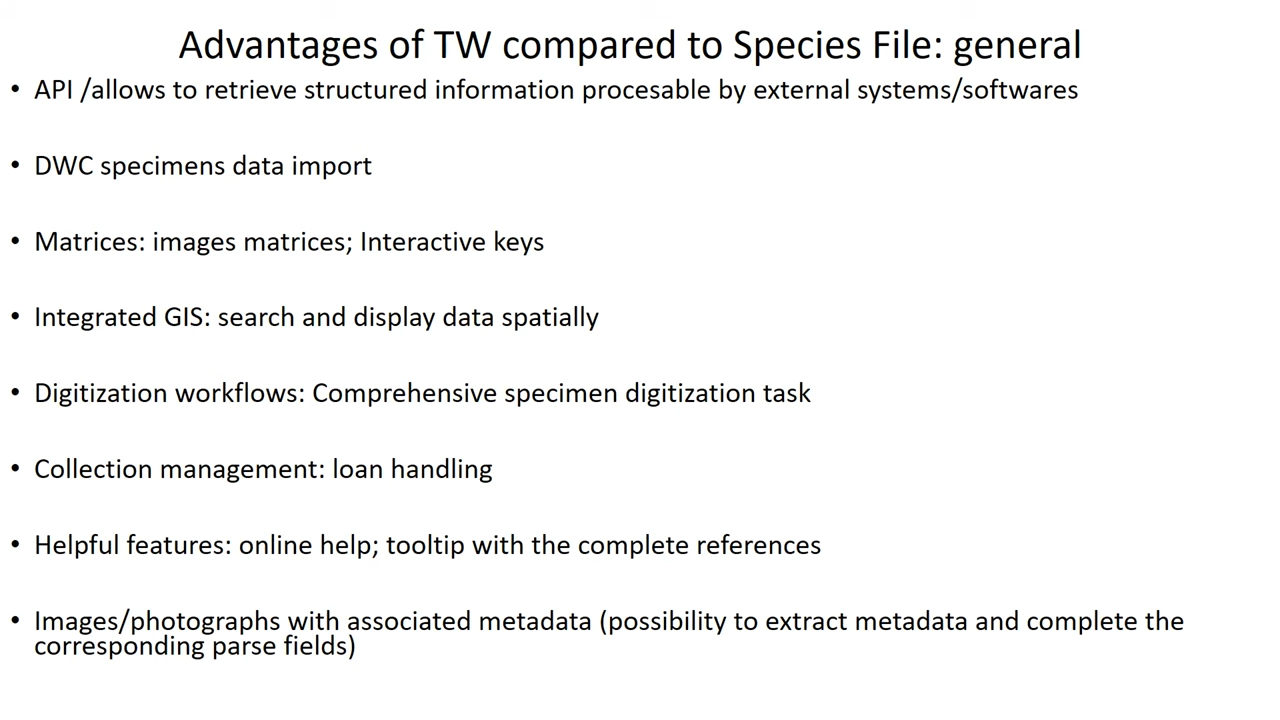 Advantages of TW compared to Species File: general
• API /allows to retrieve structured information procesable by external systems/softwares
• DWC specimens data import
• Matrices: images matrices; Interactive keys
• Integrated GIS: search and display data spatially
• Digitization workflows: Comprehensive specimen digitization task
• Collection management: loan handling
• Helpful features: online help; tooltip with the complete references
• Images/photographs with associated metadata (possibility to extract metadata and complete the
corresponding parse fields)